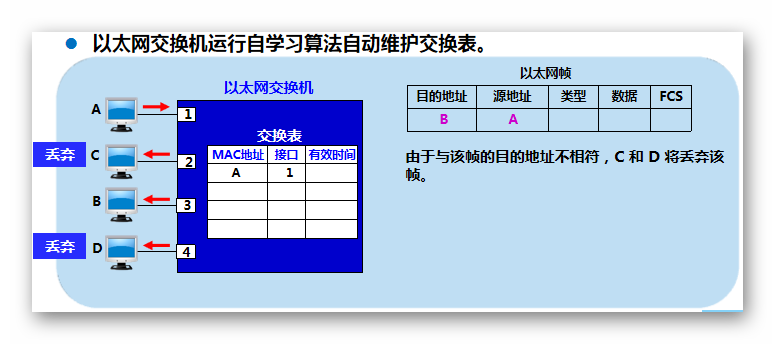 以太网交换机运行自学习算法自动维护交换表。
以太网交换机
以太网帧
目的地址 源地址 类型 数据 FCS
B A
由于与该帧的目的地址不相符，C 和 D 将丢弃该
帧。
A
1
交换表
MAC地址 接口 有效时间
A 1
丢弃
C
2
B
3
丢弃
D
4